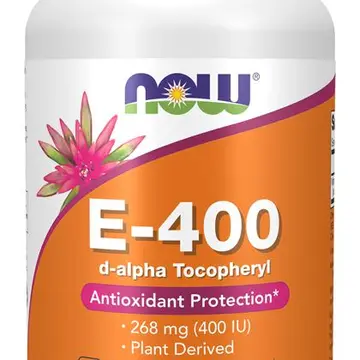 NOW®
E-400
d-alpha Tocopheryl
Antioxidant Protection*
• 268 mg (400 IU)
• Plant Derived